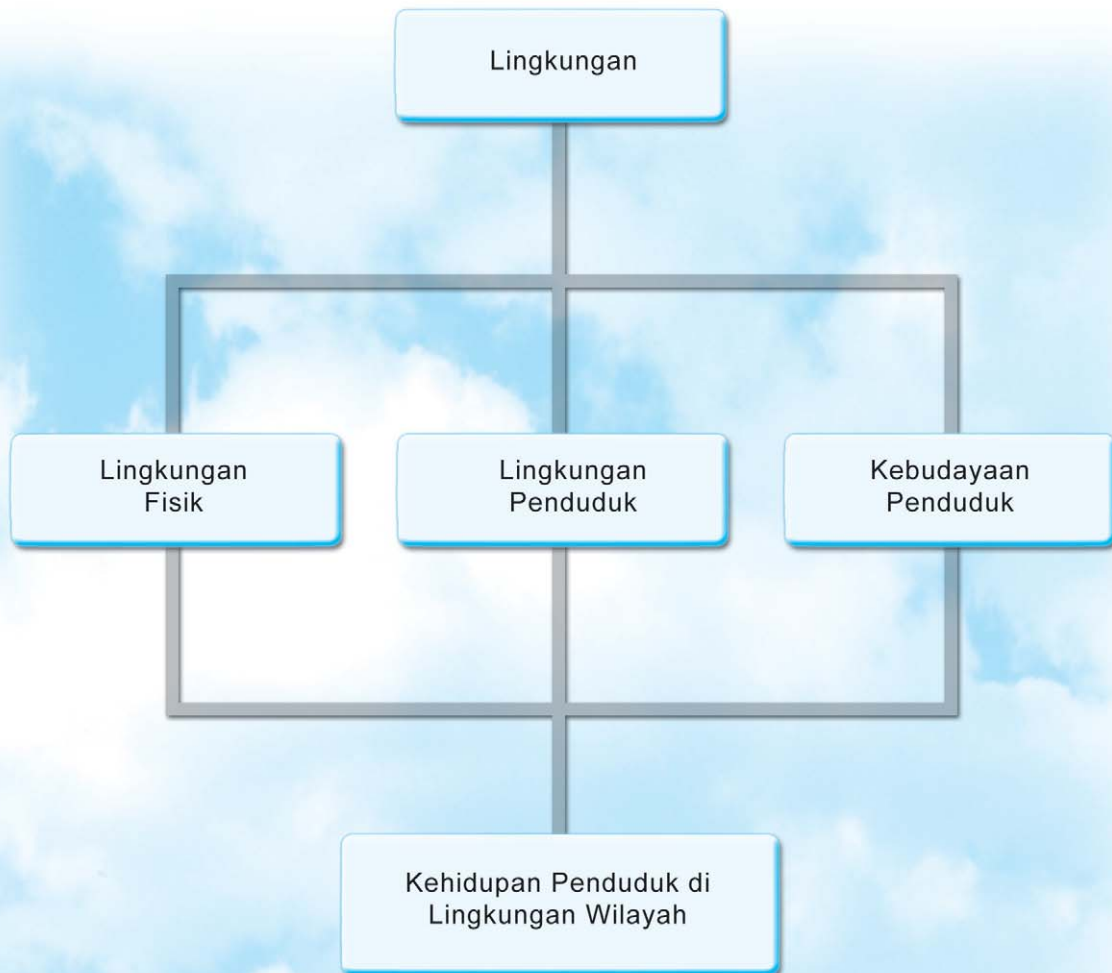 Lingkungan
Lingkungan
Fisik
Lingkungan
Penduduk
Kebudayaan
Penduduk
Kehidupan Penduduk di
Lingkungan Wilayah